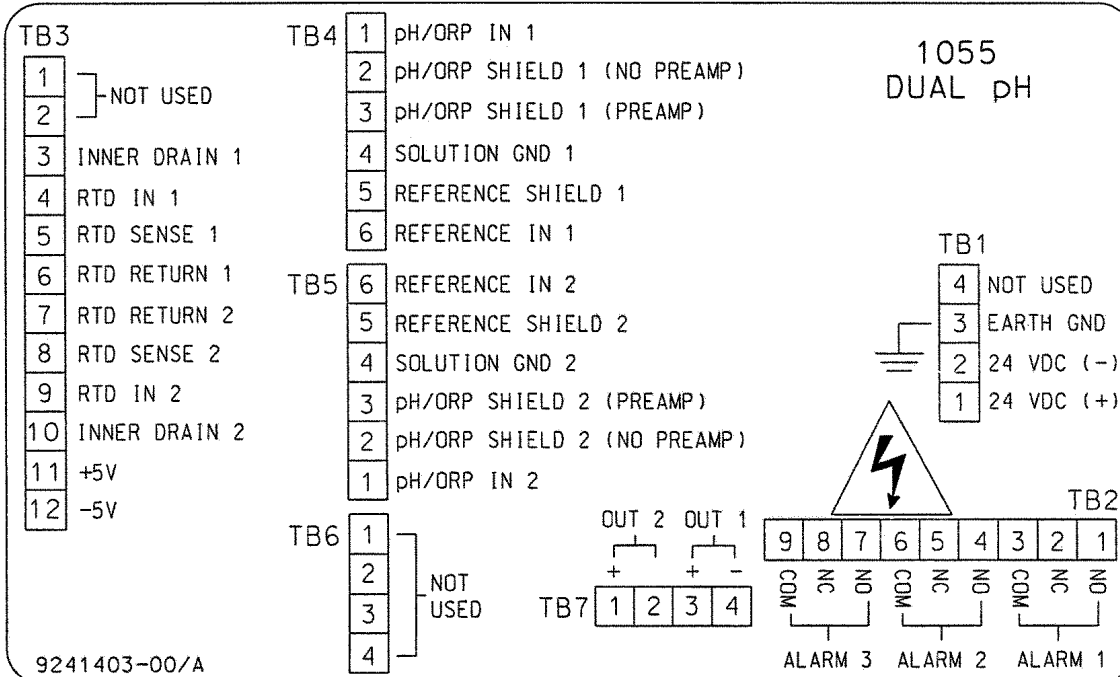 1055
DUAL pH
TB3
1
2
NOT USED
3 INNER DRAIN 1
4 RTD IN 1
5 RTD SENSE 1
6 RTD RETURN 1
7 RTD RETURN 2
8 RTD SENSE 2
9 RTD IN 2
10 INNER DRAIN 2
11 +5V
12 -5V
TB4
1 pH/ORP IN 1
2 pH/ORP SHIELD 1 (NO PREAMP)
3 pH/ORP SHIELD 1 (PREAMP)
4 SOLUTION GND 1
5 REFERENCE SHIELD 1
6 REFERENCE IN 1
TB5
6 REFERENCE IN 2
5 REFERENCE SHIELD 2
4 SOLUTION GND 2
3 pH/ORP SHIELD 2 (PREAMP)
2 pH/ORP SHIELD 2 (NO PREAMP)
1 pH/ORP IN 2
TB6
1
2
3
4
NOT
USED
TB1
4 NOT USED
3 EARTH GND
2 24 VDC (-)
1 24 VDC (+)
OUT 2 OUT 1
+ + -
TB7 1 2 3 4
TB2
9 8 7 6 5 4 3 2 1
COM NC NO COM NC NO COM NC NO
ALARM 3 ALARM 2 ALARM 1
9241403-00/A